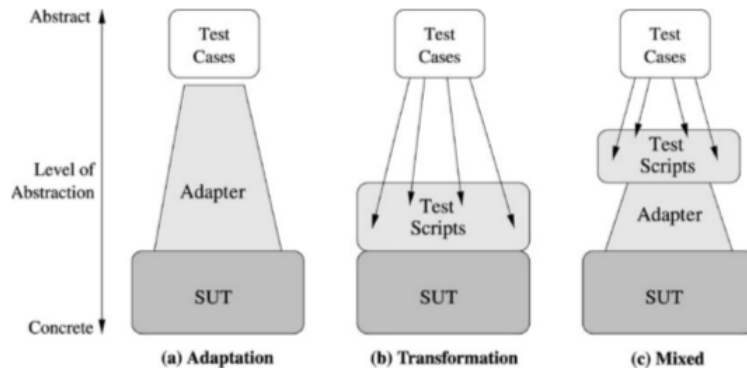 Abstract
Level of
Abstraction
Concrete
Test
Cases
Adapter
SUT
(a) Adaptation
Test
Cases
Test
Scripts
SUT
(b) Transformation
Test
Cases
Test
Scripts
Adapter
SUT
(c) Mixed